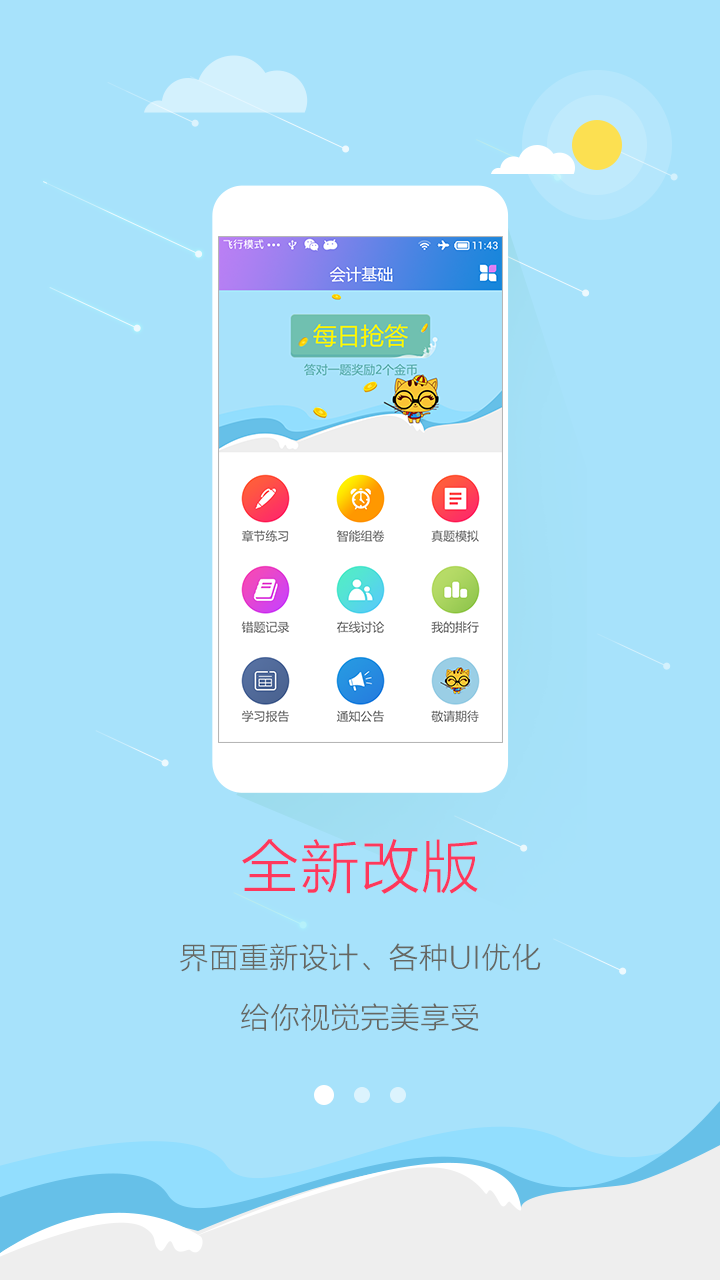 飞行模式 ••• 11:43
会计基础
每日抢答
答对一题奖励2个金币
章节练习 智能组卷 真题模拟
错题记录 在线讨论 我的排行
学习报告 通知公告 敬请期待
全新改版
界面重新设计、各种UI优化
给你视觉完美享受